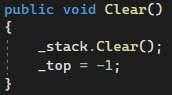 public void Clear()
{
    _stack.Clear();
    _top = -1;
}